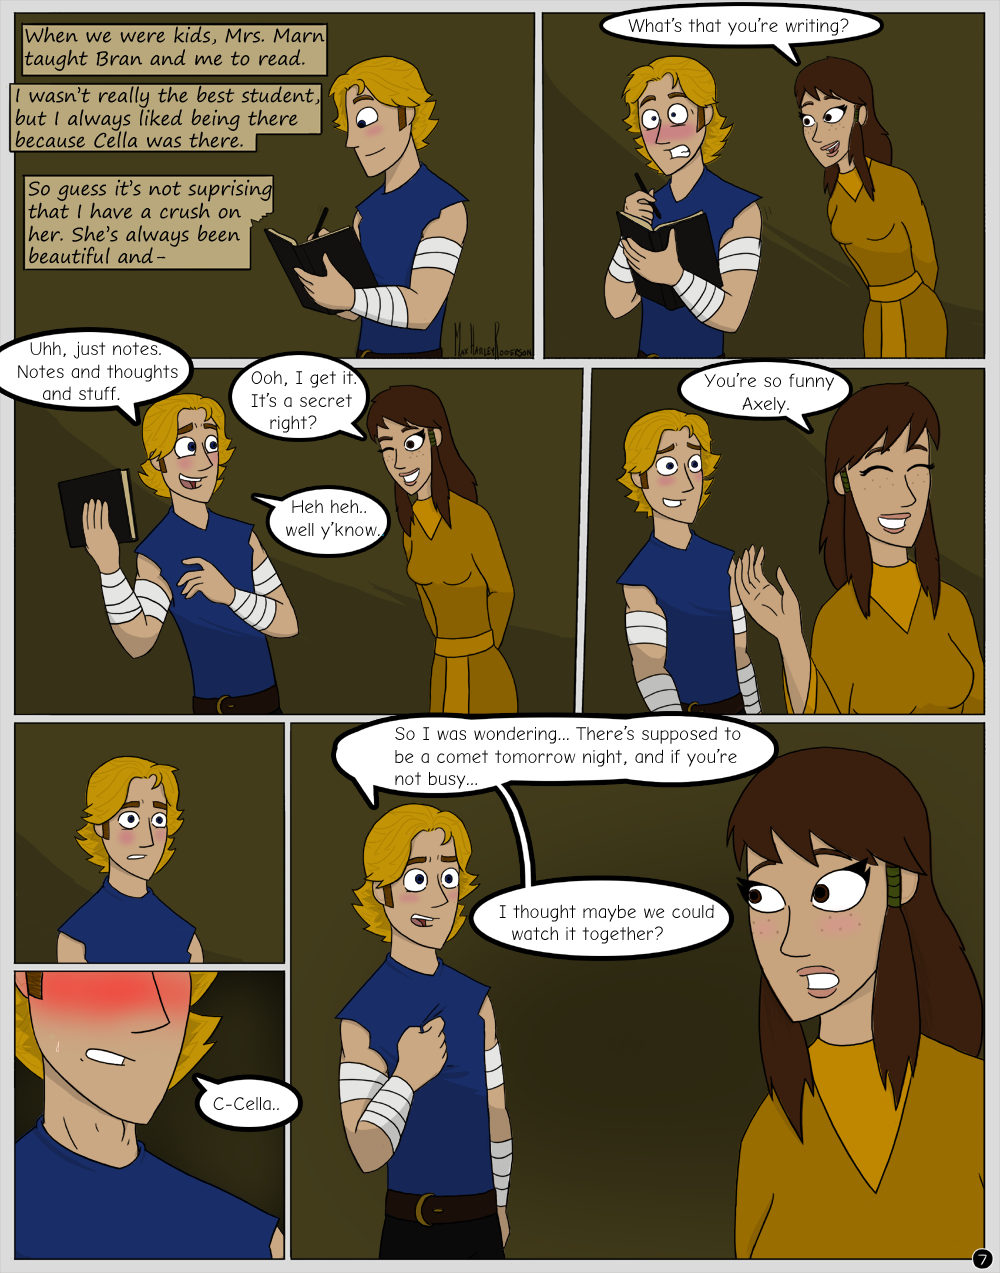 When we were kids, Mrs. Marn
taught Bran and me to read.
I wasn't really the best student,
but I always liked being there
because Cella was there.
So guess it's not suprising
that I have a crush on
her. She's always been
beautiful and-
Max Harley Rogerson
What's that you're writing?
Uhh, just notes.
Notes and thoughts
and stuff.
Ooh, I get it.
It's a secret
right?
Heh heh..
well y'know.
You're so funny
Axely.
C-Cella..
So I was wondering... There's supposed to
be a comet tomorrow night, and if you're
not busy...
I thought maybe we could
watch it together?
7